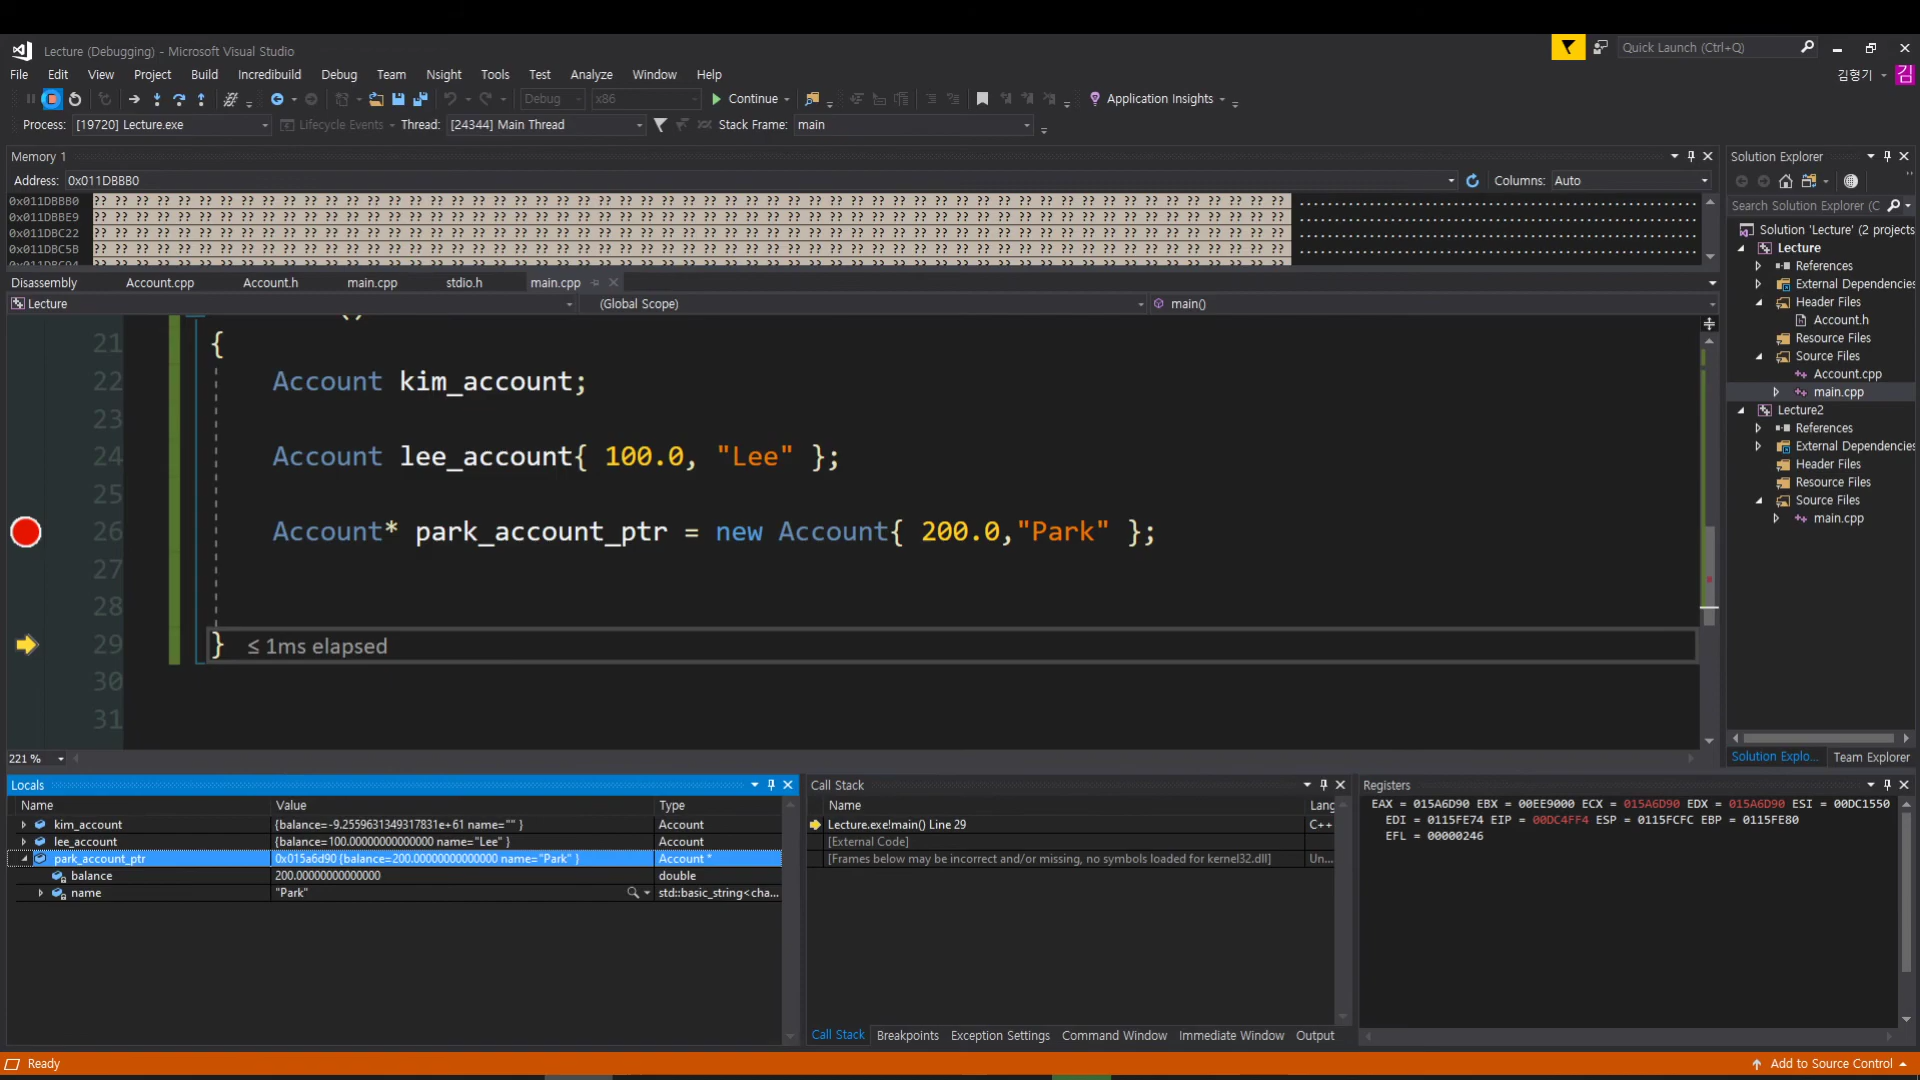 Lecture (Debugging) - Microsoft Visual Studio
Quick Launch (Ctrl+Q)
File Edit View Project Build Incredibuild Debug Team Nsight Tools Test Analyze Window Help
김형기 김
Debug x86 Continue Application Insights
Process: [19720] Lecture.exe Lifecycle Events Thread: [24344] Main Thread Stack Frame: main
Memory 1
Address: 0x011DBBB0 Columns: Auto
0x011DBBB0 ?? ?? ?? ?? ?? ?? ?? ?? ?? ?? ?? ?? ?? ?? ?? ?? ?? ?? ?? ?? ?? ?? ?? ?? ?? ?? ?? ?? ?? ?? ?? ?? ?? ?? ?? ?? ?? ?? ?? ?? ?? ?? ?? ?? ?? ?? ?? ?? ?? ?? ?? ?? ?? ?? ?? ?? ?? .........................................................
0x011DBBE9 ?? ?? ?? ?? ?? ?? ?? ?? ?? ?? ?? ?? ?? ?? ?? ?? ?? ?? ?? ?? ?? ?? ?? ?? ?? ?? ?? ?? ?? ?? ?? ?? ?? ?? ?? ?? ?? ?? ?? ?? ?? ?? ?? ?? ?? ?? ?? ?? ?? ?? ?? ?? ?? ?? ?? ?? ?? .........................................................
0x011DBC22 ?? ?? ?? ?? ?? ?? ?? ?? ?? ?? ?? ?? ?? ?? ?? ?? ?? ?? ?? ?? ?? ?? ?? ?? ?? ?? ?? ?? ?? ?? ?? ?? ?? ?? ?? ?? ?? ?? ?? ?? ?? ?? ?? ?? ?? ?? ?? ?? ?? ?? ?? ?? ?? ?? ?? ?? ?? .........................................................
0x011DBC5B ?? ?? ?? ?? ?? ?? ?? ?? ?? ?? ?? ?? ?? ?? ?? ?? ?? ?? ?? ?? ?? ?? ?? ?? ?? ?? ?? ?? ?? ?? ?? ?? ?? ?? ?? ?? ?? ?? ?? ?? ?? ?? ?? ?? ?? ?? ?? ?? ?? ?? ?? ?? ?? ?? ?? ?? ?? .........................................................
Disassembly Account.cpp Account.h main.cpp stdio.h main.cpp
Lecture (Global Scope) main()
21 {
22 Account kim_account;
23
24 Account lee_account{ 100.0, "Lee" };
25
26 Account* park_account_ptr = new Account{ 200.0,"Park" };
27
28
29 } ≤ 1ms elapsed
30
31
221 %
Solution Explorer
Search Solution Explorer (C
Solution 'Lecture' (2 projects
Lecture
References
External Dependencies
Header Files
Account.h
Resource Files
Source Files
Account.cpp
main.cpp
Lecture2
References
External Dependencies
Header Files
Resource Files
Source Files
main.cpp
Solution Explo... Team Explorer
Locals
Name Value Type
kim_account {balance=-9.2559631349317831e+61 name="" } Account
lee_account {balance=100.00000000000000 name="Lee" } Account
park_account_ptr 0x015a6d90 {balance=200.00000000000000 name="Park" } Account *
balance 200.00000000000000 double
name "Park" std::basic_string<cha...
Call Stack
Name Lang
Lecture.exe!main() Line 29 C++
[External Code]
[Frames below may be incorrect and/or missing, no symbols loaded for kernel32.dll] Un...
Call Stack Breakpoints Exception Settings Command Window Immediate Window Output
Registers
EAX = 015A6D90 EBX = 00EE9000 ECX = 015A6D90 EDX = 015A6D90 ESI = 00DC1550
EDI = 0115FE74 EIP = 00DC4FF4 ESP = 0115FCFC EBP = 0115FE80
EFL = 00000246
Ready
Add to Source Control